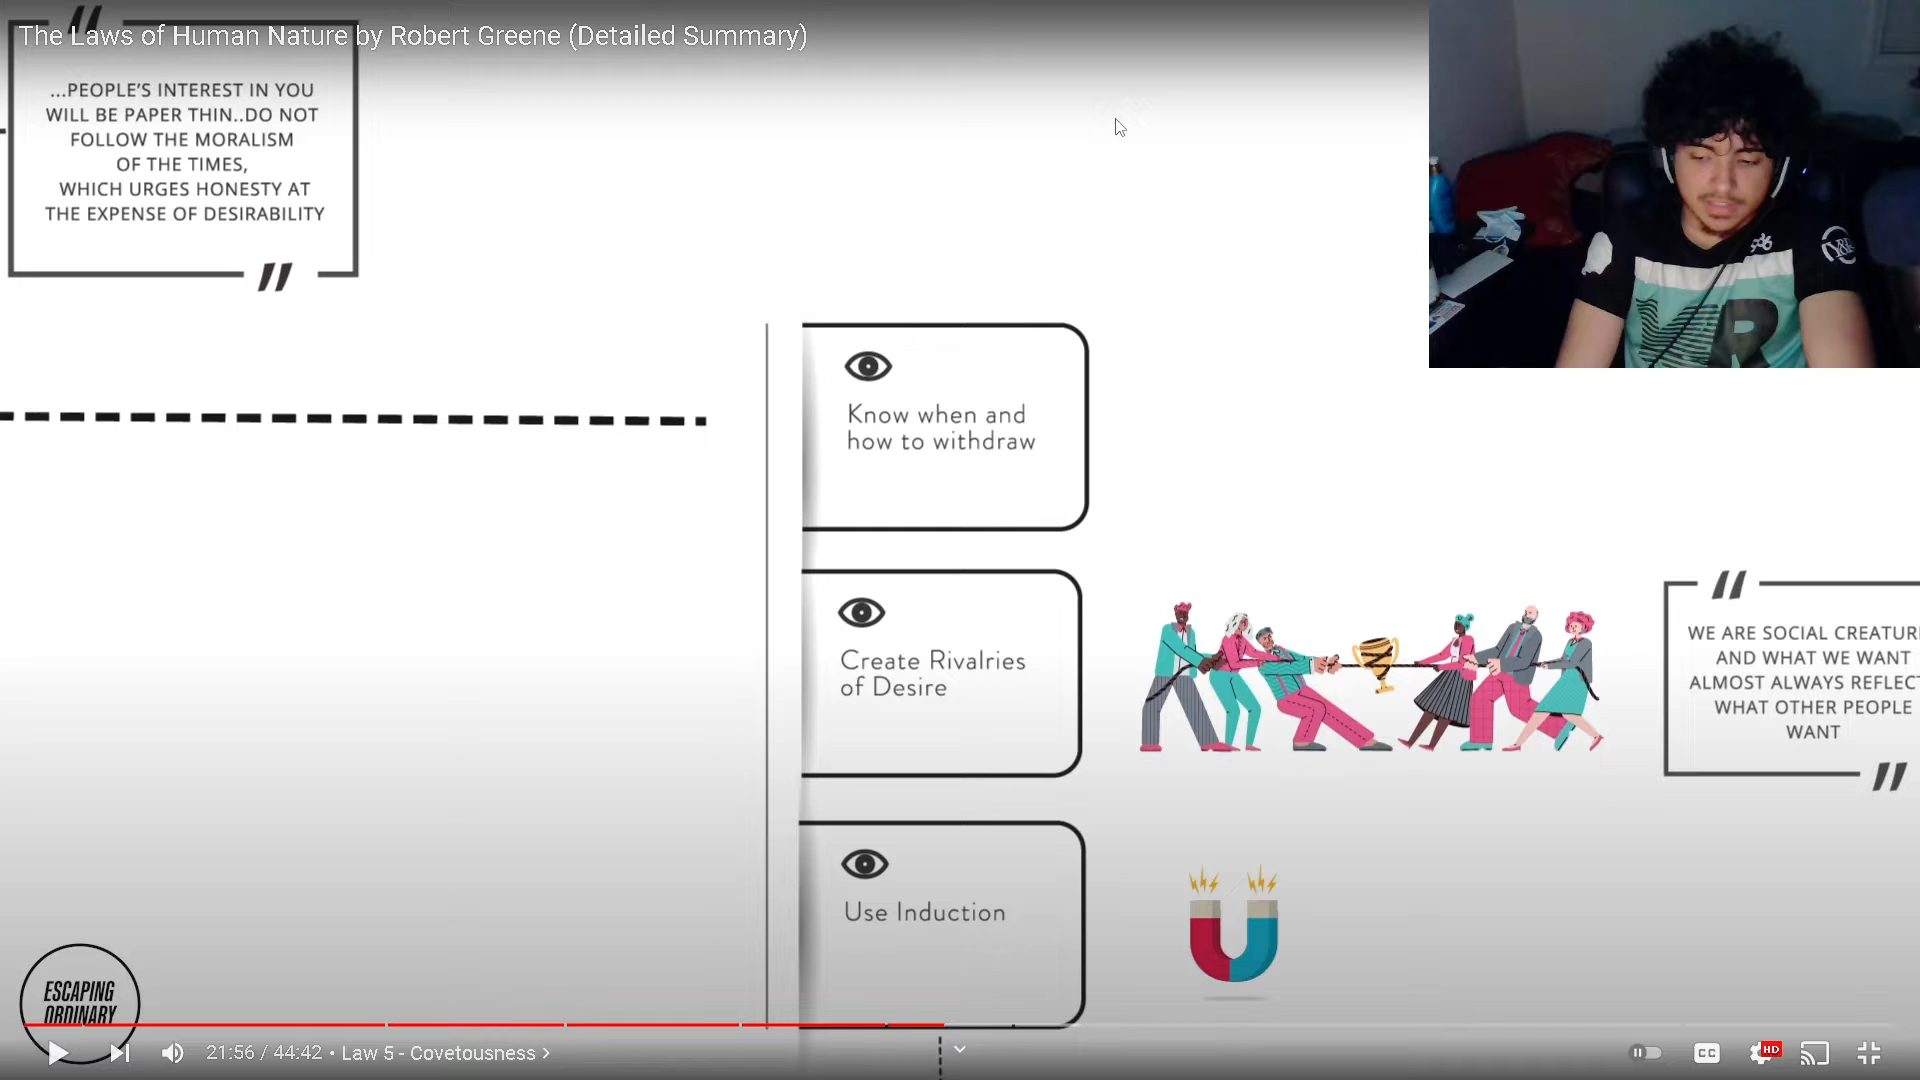 The Laws of Human Nature by Robert Greene (Detailed Summary)
...PEOPLE'S INTEREST IN YOU
WILL BE PAPER THIN..DO NOT
FOLLOW THE MORALISM
OF THE TIMES,
WHICH URGES HONESTY AT
THE EXPENSE OF DESIRABILITY
Know when and
how to withdraw
Create Rivalries
of Desire
WE ARE SOCIAL CREATUR
AND WHAT WE WANT
ALMOST ALWAYS REFLECT
WHAT OTHER PEOPLE
WANT
Use Induction
ESCAPING
ORDINARY
21:56 / 44:42 • Law 5 - Covetousness >
CC
HD